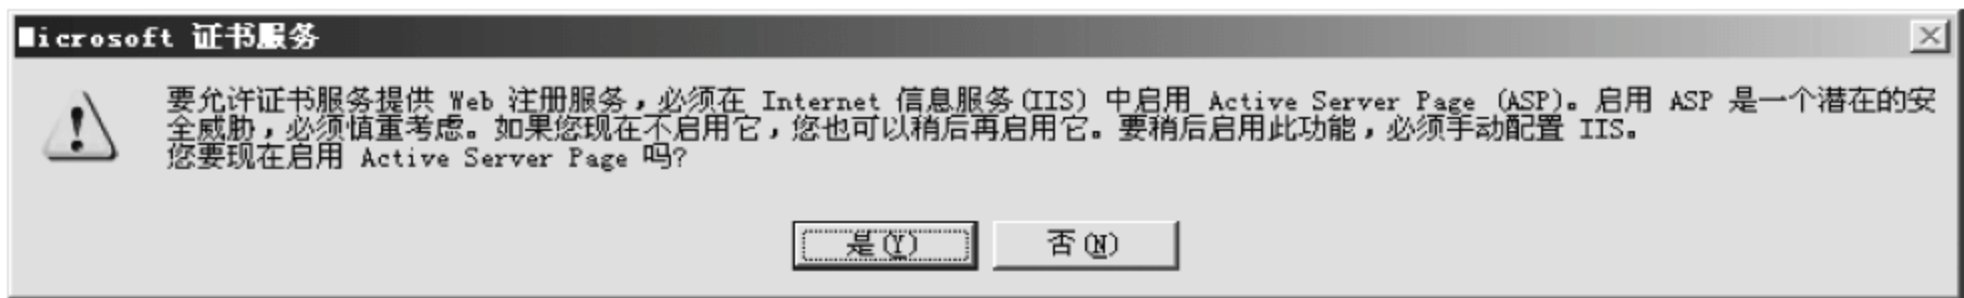 Microsoft 证书服务
要允许证书服务提供 Web 注册服务，必须在 Internet 信息服务(IIS) 中启用 Active Server Page (ASP)。启用 ASP 是一个潜在的安
全威胁，必须慎重考虑。如果您现在不启用它，您也可以稍后再启用它。要稍后启用此功能，必须手动配置 IIS。
您要现在启用 Active Server Page 吗?
是(Y) 否(N)